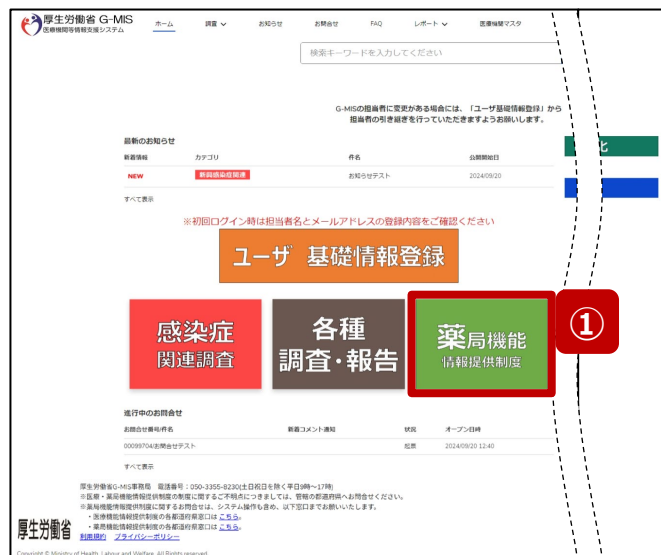 厚生労働省 G-MIS
医療機関等情報支援システム
ホーム 調査 お知らせ お問合せ FAQ レポート 医療機関マスタ
検索キーワードを入力してください
G-MISの担当者に変更がある場合には、「ユーザ基礎情報登録」から
担当者の引き継ぎを行っていただきますようお願いします。
最新のお知らせ
新着情報 カテゴリ 件名 公開開始日
NEW 新興感染症関連 お知らせテスト 2024/09/20
すべて表示
化
※初回ログイン時は担当者名とメールアドレスの登録内容をご確認ください
ユーザ 基礎情報登録
感染症
関連調査
各種
調査・報告
薬局機能
情報提供制度
①
進行中のお問合せ
お問合せ番号/件名 新着コメント通知 状況 オープン日時
00099704/お問合せテスト 起票 2024/09/20 12:40
すべて表示
厚生労働省G-MIS事務局 電話番号：050-3355-8230(土日祝日を除く平日9時～17時)
※医療・薬局機能情報提供制度の制度に関するご不明点につきましては、管轄の都道府県へお問合せください。
※薬局機能情報提供制度に関するお問合せは、システム操作も含め、以下窓口までお願いいたします。
・医療機能情報提供制度の各都道府県窓口は こちら。
・薬局機能情報提供制度の各都道府県窓口は こちら。
厚生労働省
利用規約 プライバシーポリシー
Copyright © Ministry of Health, Labour and Welfare, All Rights reserved.